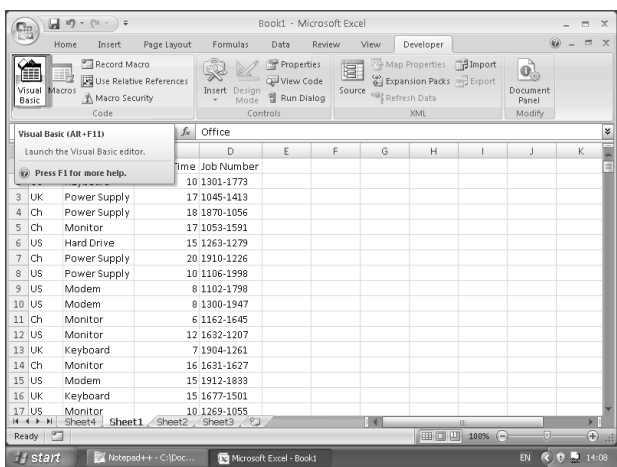 Book1 - Microsoft Excel
Home Insert Page Layout Formulas Data Review View Developer
Visual Basic
Macros
Record Macro
Use Relative References
Macro Security
Code
Insert
Design Mode
Properties
View Code
Run Dialog
Controls
Source
Map Properties
Expansion Packs
Refresh Data
Import
Export
XML
Document Panel
Modify
fx Office
Visual Basic (Alt+F11)
Launch the Visual Basic editor.
Press F1 for more help.
D E F G H I J K
Time Job Number
10 1301-1773
3 UK Power Supply 17 1045-1413
4 Ch Power Supply 18 1870-1056
5 Ch Monitor 17 1053-1591
6 US Hard Drive 15 1263-1279
7 Ch Power Supply 20 1910-1226
8 US Power Supply 10 1106-1998
9 US Modem 8 1102-1798
10 US Modem 8 1300-1947
11 Ch Monitor 6 1162-1645
12 US Monitor 12 1632-1207
13 UK Keyboard 7 1904-1261
14 Ch Monitor 16 1631-1627
15 US Modem 15 1912-1833
16 UK Keyboard 15 1677-1501
17 US Monitor 10 1269-1055
Sheet4 Sheet1 Sheet2 Sheet3
Ready 100%
start Notepad++ - C:\Doc... Microsoft Excel - Book1 EN 14:08